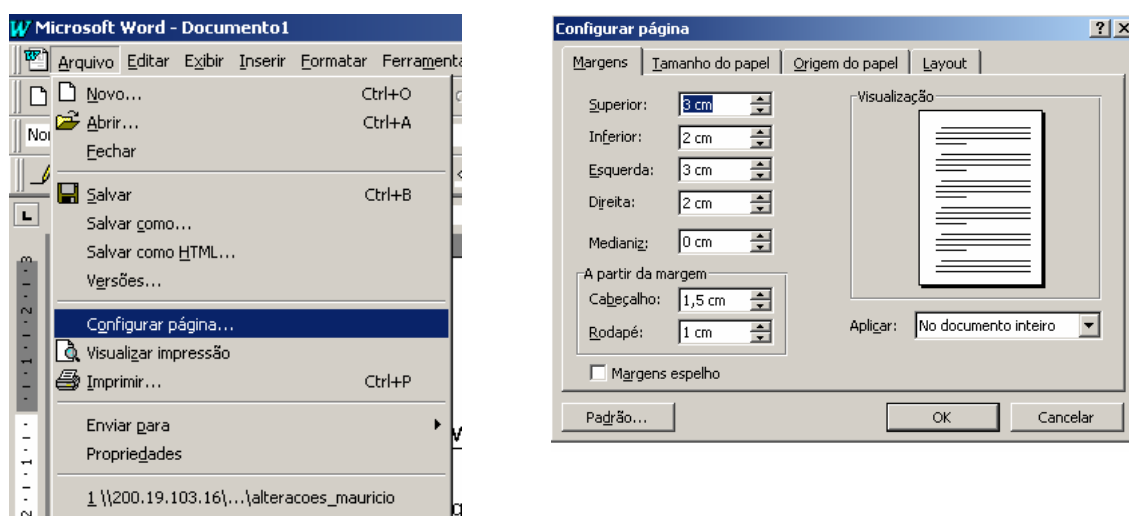 Microsoft Word - Documento1
Arquivo Editar Exibir Inserir Formatar
Novo... Ctrl+O
Abrir... Ctrl+A
Fechar
Salvar Ctrl+B
Salvar como...
Salvar como HTML...
Versões...
Configurar página...
Visualizar impressão
Imprimir... Ctrl+P
Enviar para
Propriedades
1 \\200.19.103.16\...\alteracoes_mauricio
Configurar página
Margens Tamanho do papel Origem do papel Layout
Superior: 3 cm
Inferior: 2 cm
Esquerda: 3 cm
Direita: 2 cm
Medianiz: 0 cm
A partir da margem
Cabeçalho: 1,5 cm
Rodapé: 1 cm
Margens espelho
Visualização
Aplicar: No documento inteiro
Padrão... OK Cancelar